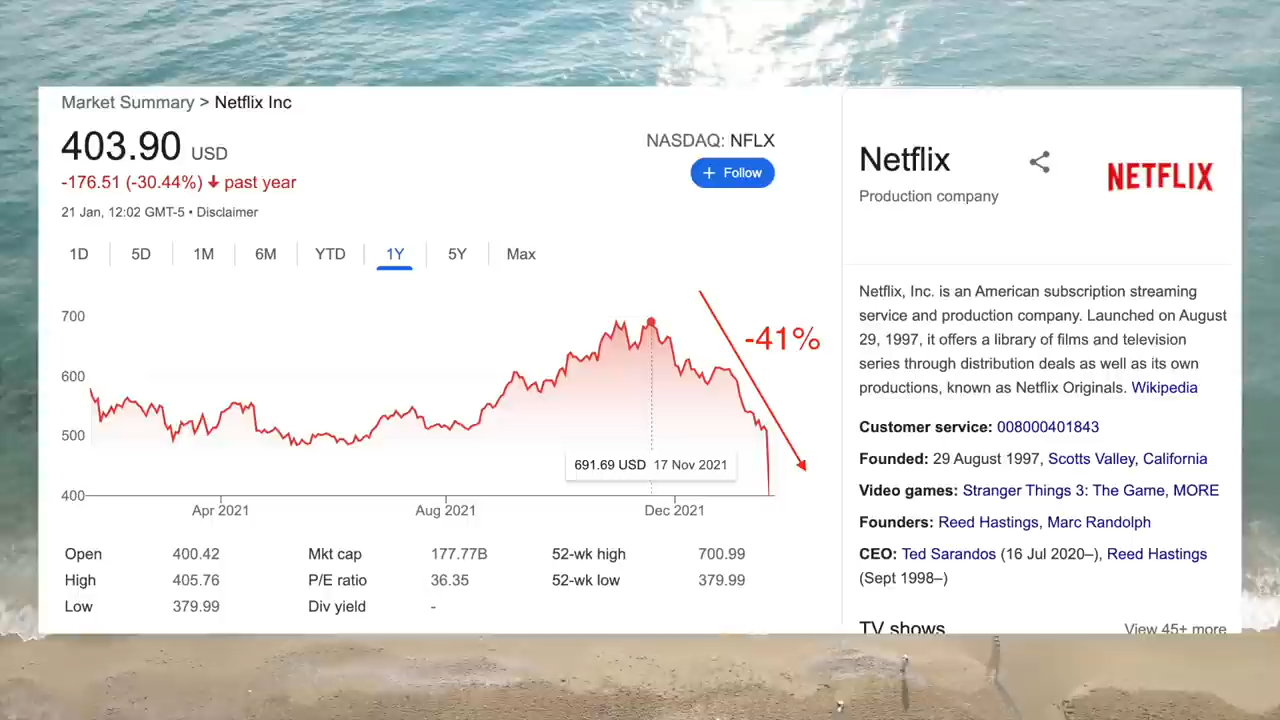 Market Summary > Netflix Inc
403.90 USD
-176.51 (-30.44%) ↓ past year
21 Jan, 12:02 GMT-5 • Disclaimer
NASDAQ: NFLX
+ Follow
1D 5D 1M 6M YTD 1Y 5Y Max
700
600
500
400
-41%
691.69 USD 17 Nov 2021
Apr 2021 Aug 2021 Dec 2021
Open 400.42 Mkt cap 177.77B 52-wk high 700.99
High 405.76 P/E ratio 36.35 52-wk low 379.99
Low 379.99 Div yield -
Netflix
Production company
NETFLIX
Netflix, Inc. is an American subscription streaming
service and production company. Launched on August
29, 1997, it offers a library of films and television
series through distribution deals as well as its own
productions, known as Netflix Originals. Wikipedia
Customer service: 008000401843
Founded: 29 August 1997, Scotts Valley, California
Video games: Stranger Things 3: The Game, MORE
Founders: Reed Hastings, Marc Randolph
CEO: Ted Sarandos (16 Jul 2020–), Reed Hastings
(Sept 1998–)
TV shows View 45+ more